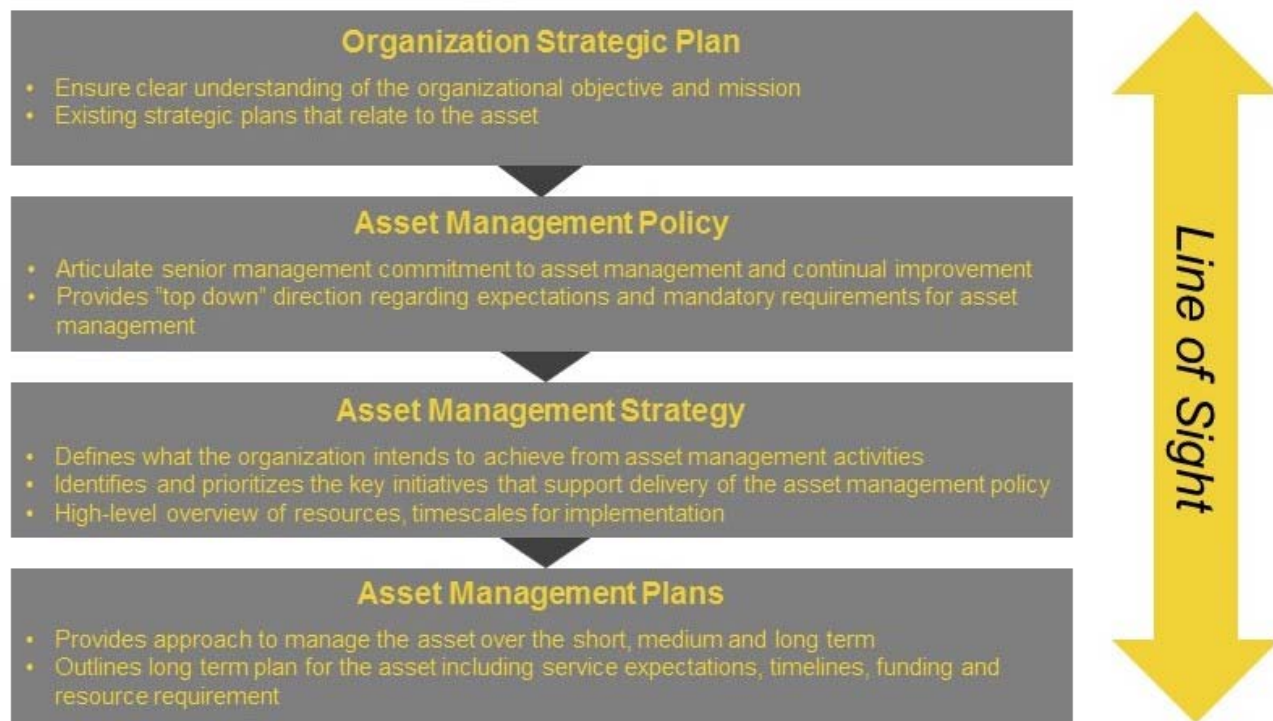 Organization Strategic Plan
• Ensure clear understanding of the organizational objective and mission
• Existing strategic plans that relate to the asset
Asset Management Policy
• Articulate senior management commitment to asset management and continual improvement
• Provides "top down" direction regarding expectations and mandatory requirements for asset
management
Asset Management Strategy
• Defines what the organization intends to achieve from asset management activities
• Identifies and prioritizes the key initiatives that support delivery of the asset management policy
• High-level overview of resources, timescales for implementation
Asset Management Plans
• Provides approach to manage the asset over the short, medium and long term
• Outlines long term plan for the asset including service expectations, timelines, funding and
resource requirement
Line of Sight